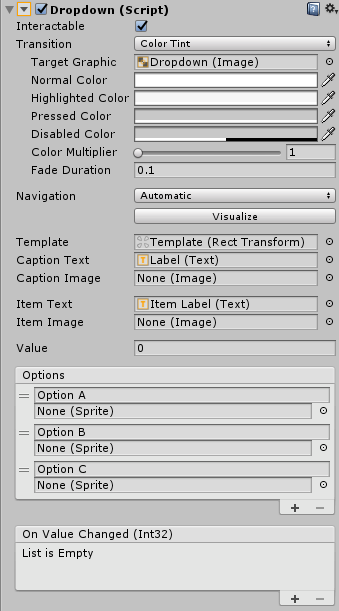 Dropdown (Script)
Interactable
Transition Color Tint
Target Graphic Dropdown (Image)
Normal Color
Highlighted Color
Pressed Color
Disabled Color
Color Multiplier 1
Fade Duration 0.1
Navigation Automatic
Visualize
Template Template (Rect Transform)
Caption Text Label (Text)
Caption Image None (Image)
Item Text Item Label (Text)
Item Image None (Image)
Value 0
Options
Option A
None (Sprite)
Option B
None (Sprite)
Option C
None (Sprite)
On Value Changed (Int32)
List is Empty